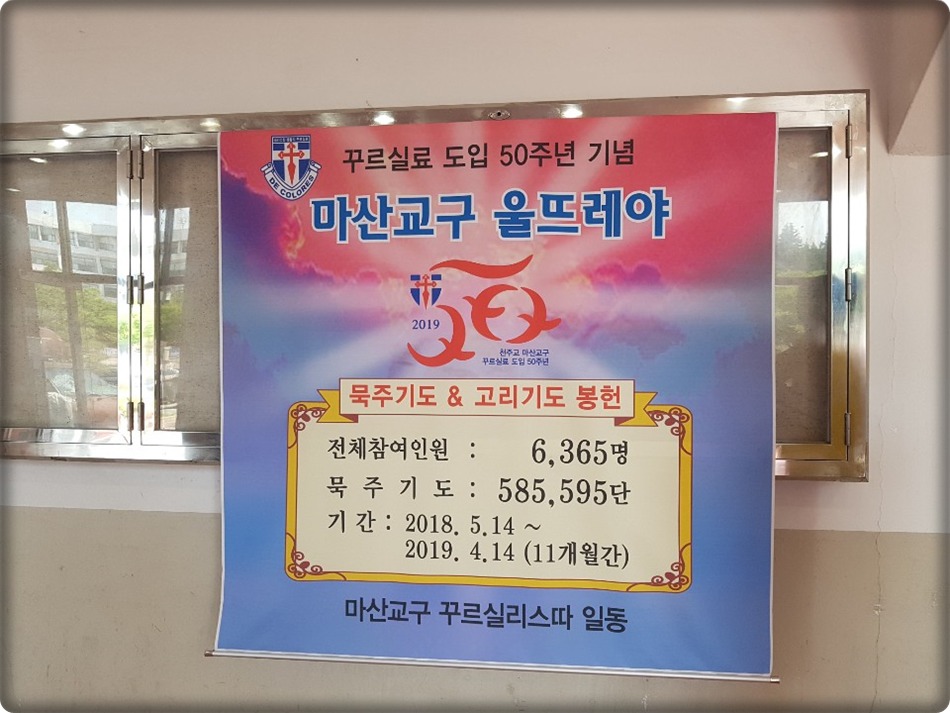 DE COLORES
꾸르실료 도입 50주년 기념
마산교구 울뜨레야
2019
천주교 마산교구
꾸르실료 도입 50주년
묵주기도 & 고리기도 봉헌
전체참여인원 : 6,365명
묵주기도 : 585,595단
기간 : 2018. 5.14 ~
2019. 4.14 (11개월간)
마산교구 꾸르실리스따 일동